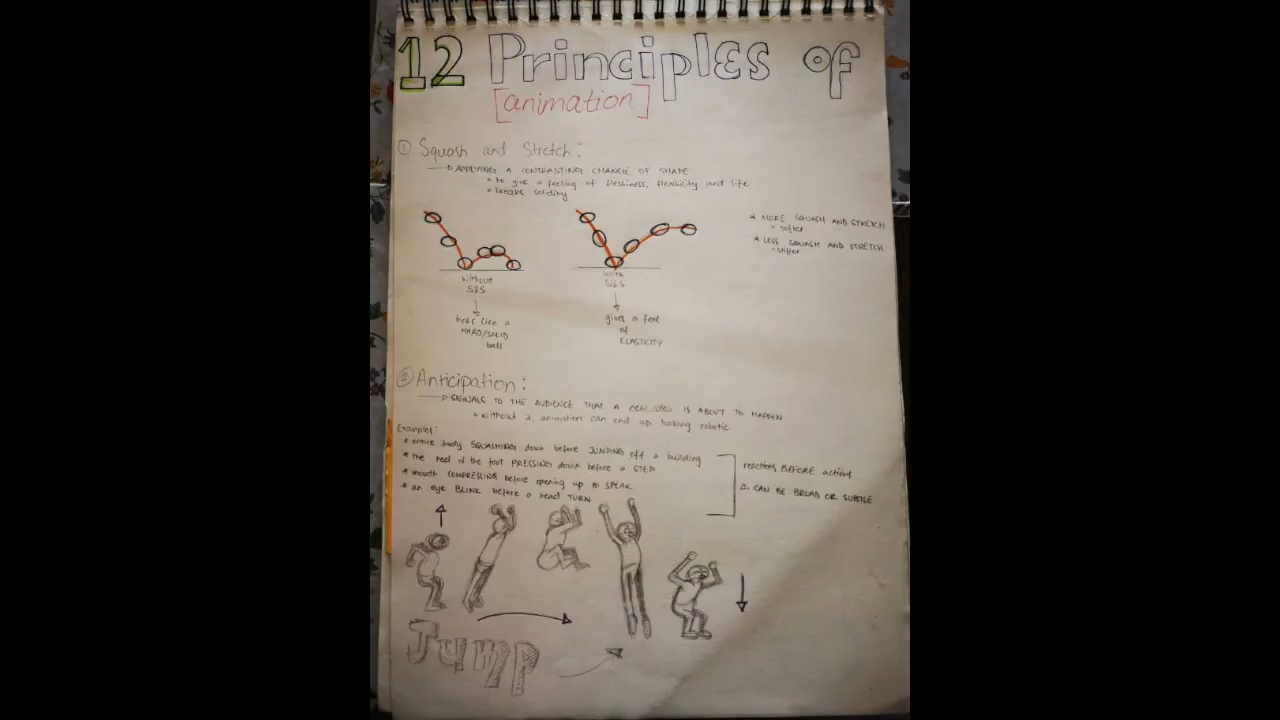 12 Principles of
[animation]
① Squash and Stretch:
APPLYING A CONTRASTING CHANGE OF SHAPE
* to give a feeling of fleshiness, flexibility and life
* breaks solidity
* MORE SQUASH AND STRETCH
* softer
* LESS SQUASH AND STRETCH
* stiffer
Without
S&S
looks like a
HARD/SOLID
ball
With
S&S
gives a feel
of
ELASTICITY
② Anticipation:
SIGNALS TO THE AUDIENCE THAT A IS ABOUT TO HAPPEN
* without it, animation can end up looking robotic
Examples:
* entire body SQUASHING down before JUMPING off a building
* the heel of the foot PRESSING down before a STEP
* mouth COMPRESSING before opening up to SPEAK
* an eye BLINK before a head TURN
reactions BEFORE actions
CAN BE BROAD OR SUBTLE
JUMP